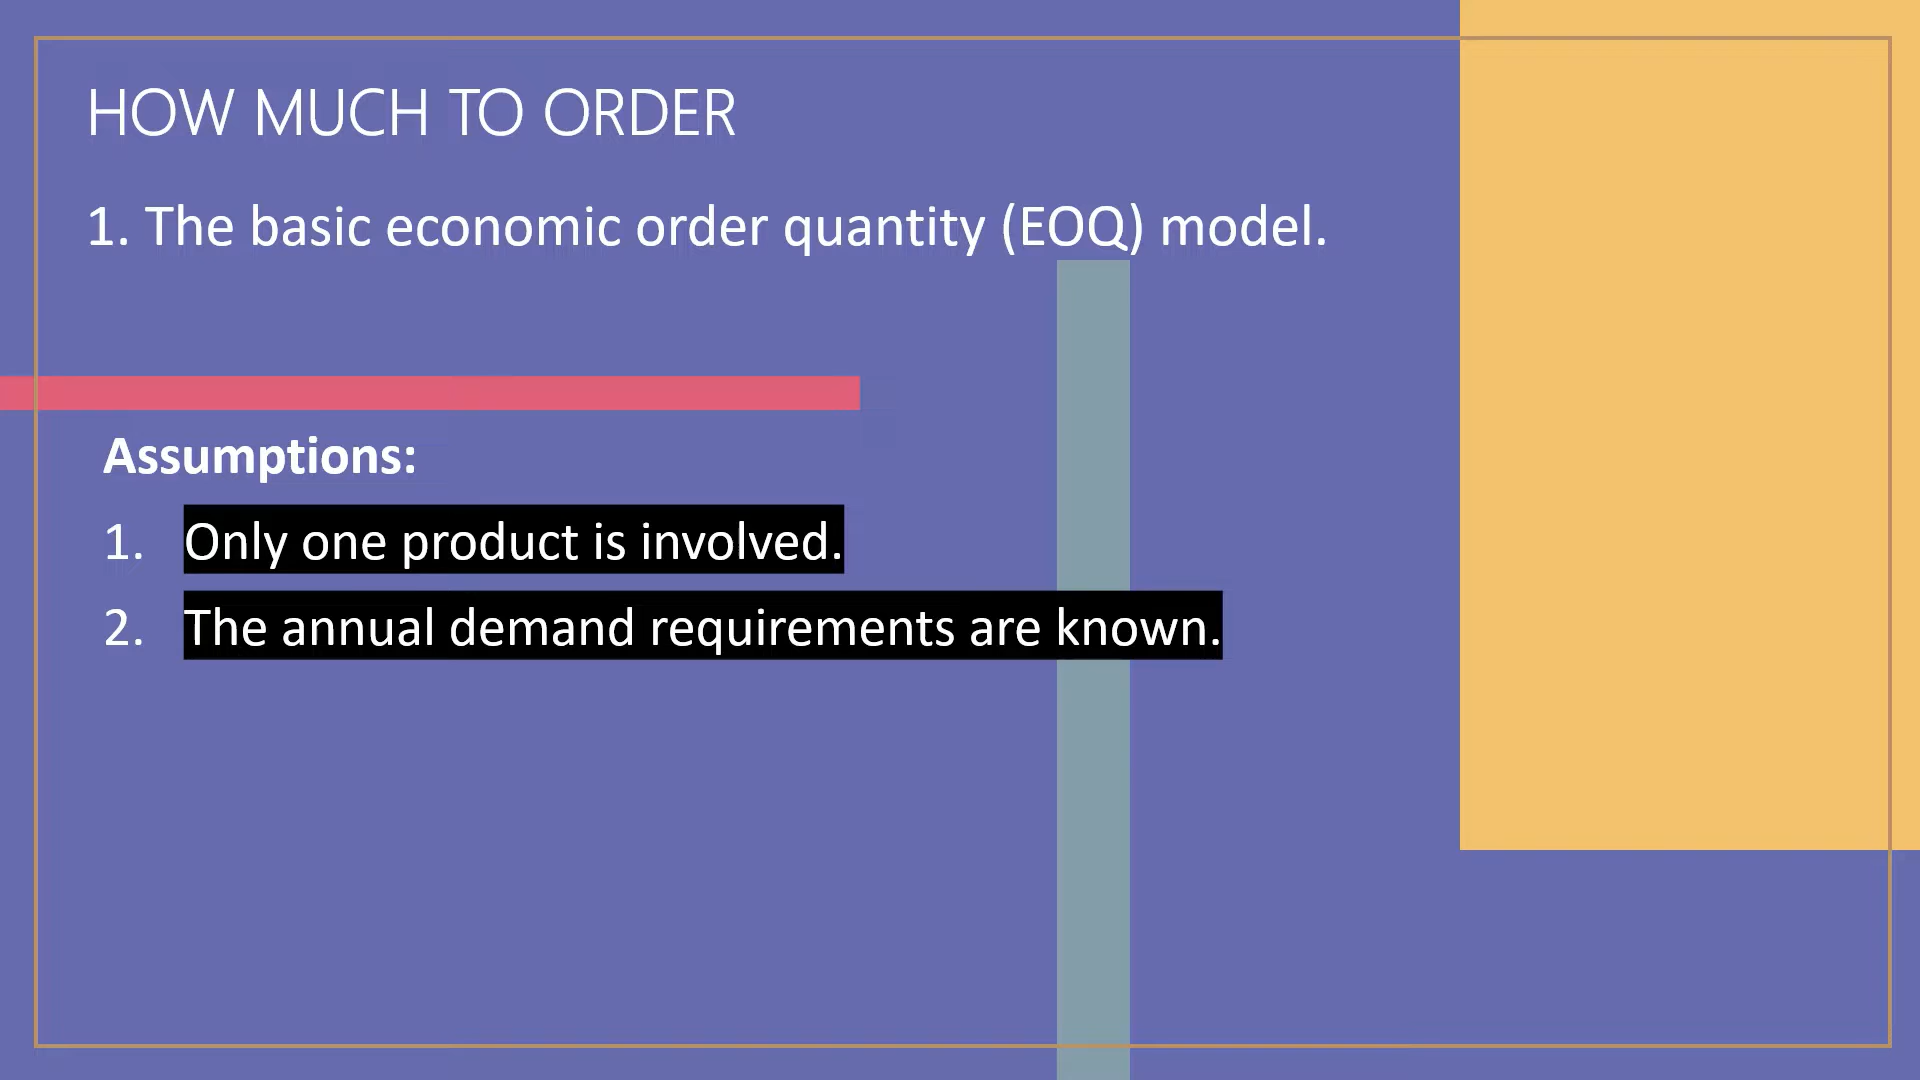 HOW MUCH TO ORDER
1. The basic economic order quantity (EOQ) model.
Assumptions:
1. Only one product is involved.
2. The annual demand requirements are known.